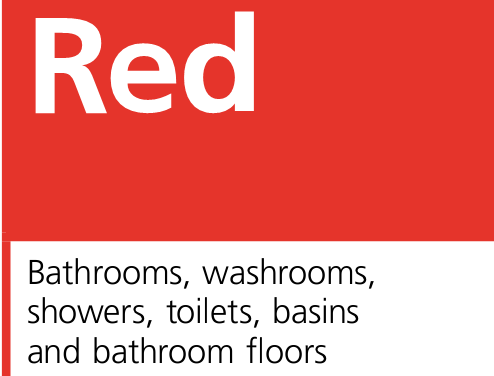 Red
Bathrooms, washrooms,
showers, toilets, basins
and bathroom floors